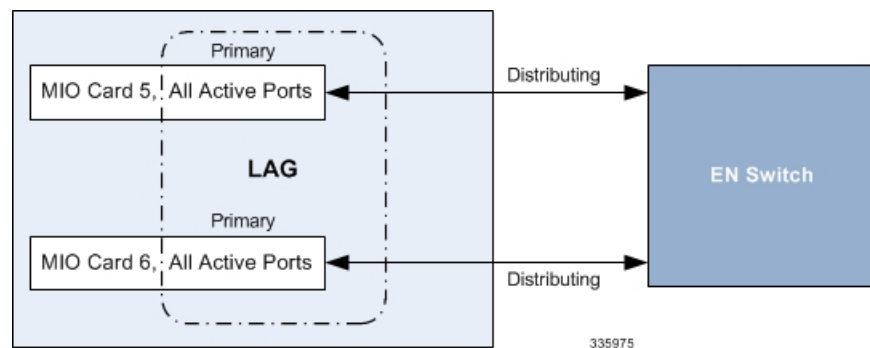 Primary
MIO Card 5, All Active Ports
Distributing
LAG
EN Switch
Primary
MIO Card 6, All Active Ports
Distributing
335975